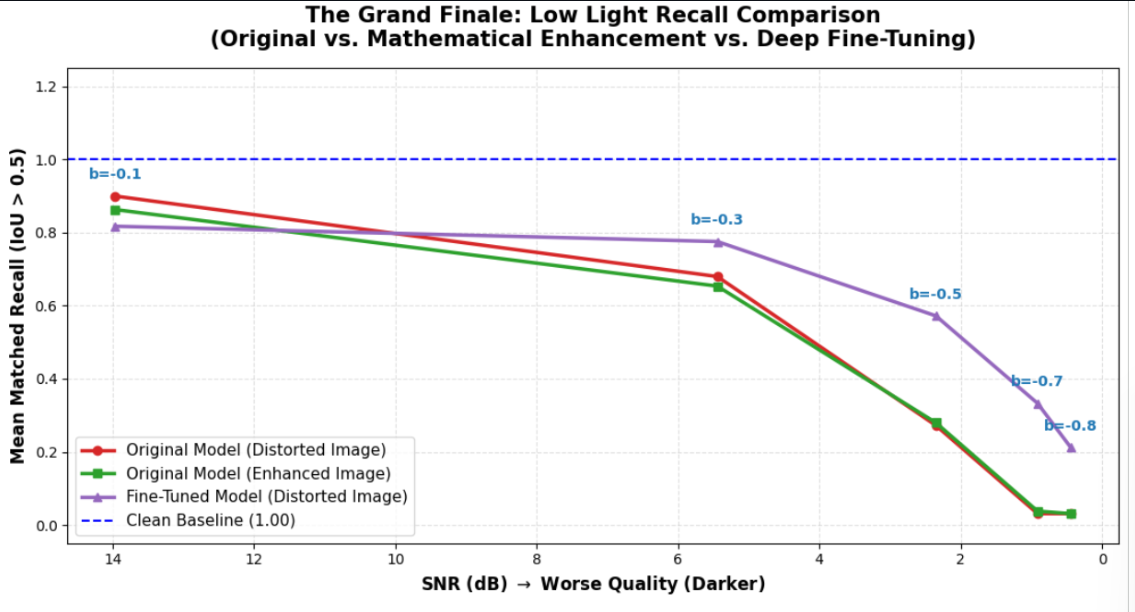 The Grand Finale: Low Light Recall Comparison
(Original vs. Mathematical Enhancement vs. Deep Fine-Tuning)
Mean Matched Recall (IoU > 0.5)
1.2
1.0
0.8
0.6
0.4
0.2
0.0
b=-0.1
b=-0.3
b=-0.5
b=-0.7
b=-0.8
Original Model (Distorted Image)
Original Model (Enhanced Image)
Fine-Tuned Model (Distorted Image)
Clean Baseline (1.00)
14 12 10 8 6 4 2 0
SNR (dB) → Worse Quality (Darker)